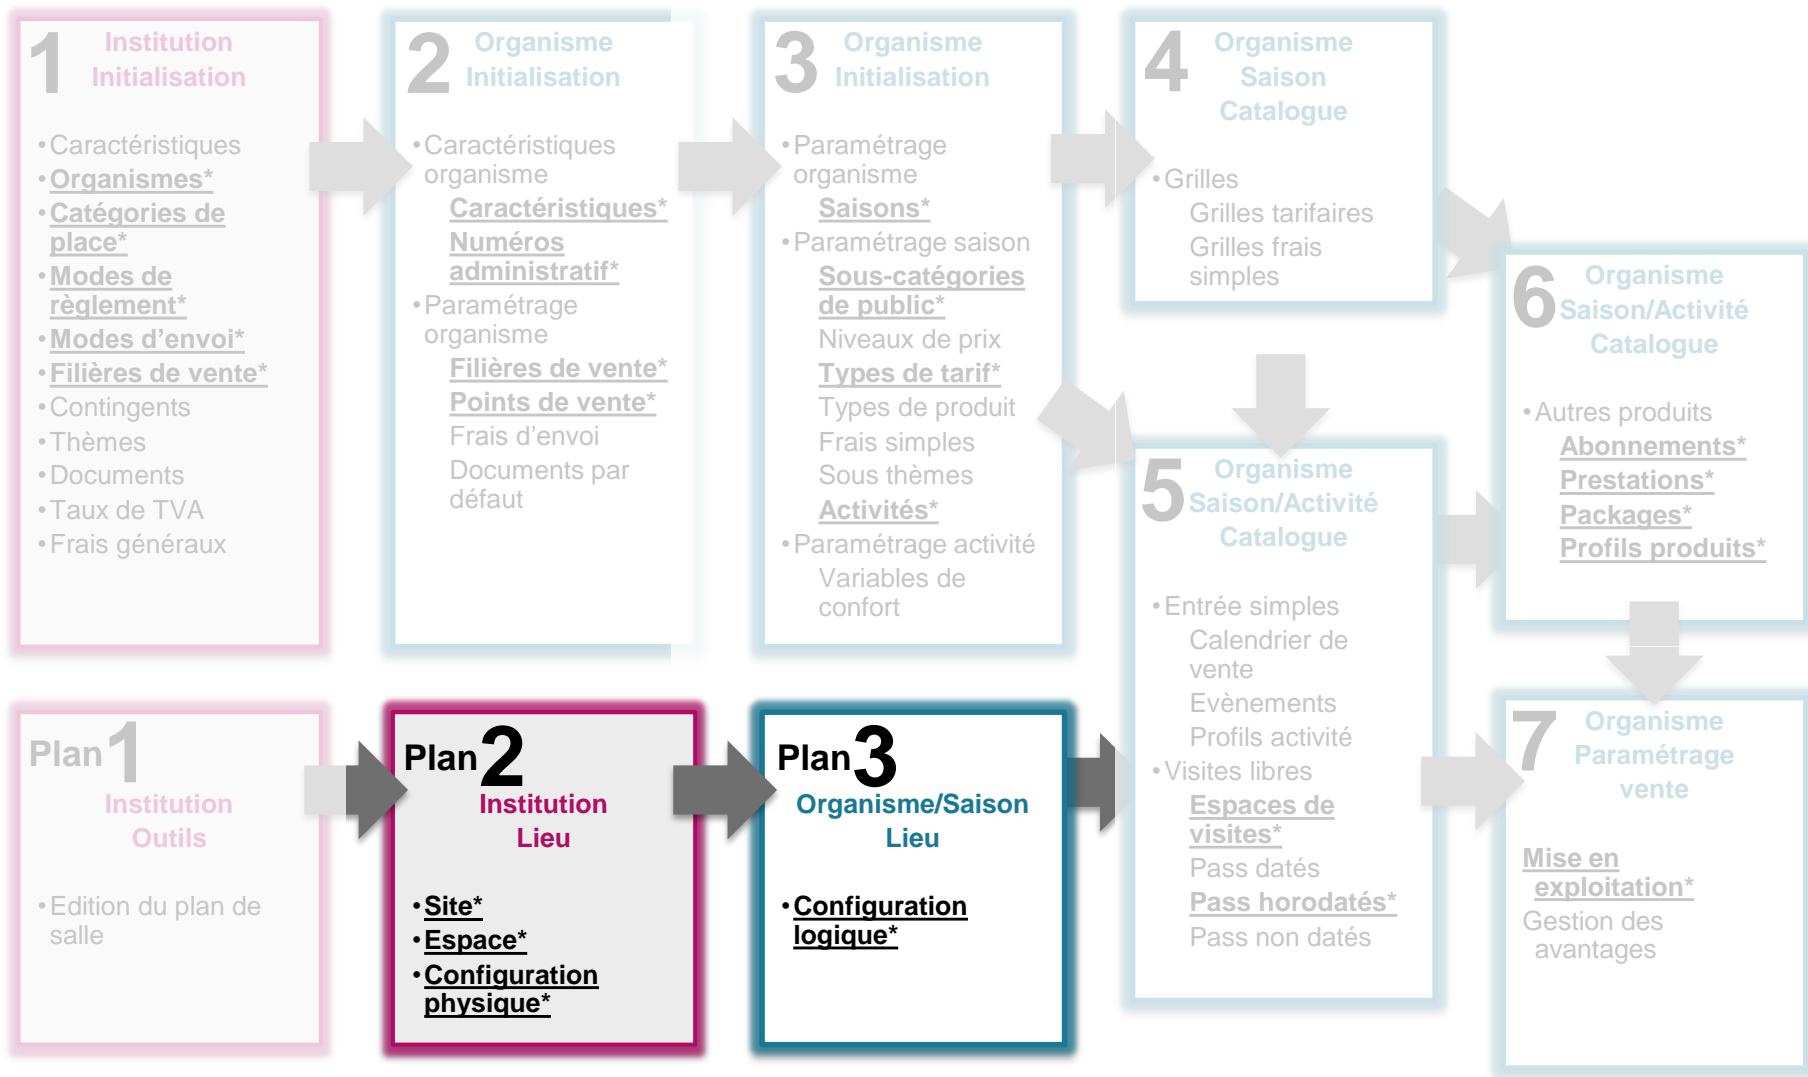 1
Institution
Initialisation
•Caractéristiques
•Organismes*
•Catégories de
place*
•Modes de
règlement*
•Modes d’envoi*
•Filières de vente*
•Contingents
•Thèmes
•Documents
•Taux de TVA
•Frais généraux
2
Organisme
Initialisation
•Caractéristiques
organisme
Caractéristiques*
Numéros
administratif*
•Paramétrage
organisme
Filières de vente*
Points de vente*
Frais d’envoi
Documents par
défaut
3
Organisme
Initialisation
•Paramétrage
organisme
Saisons*
•Paramétrage saison
Sous-catégories
de public*
Niveaux de prix
Types de tarif*
Types de produit
Frais simples
Sous thèmes
Activités*
•Paramétrage activité
Variables de
confort
4
Organisme
Saison
Catalogue
•Grilles
Grilles tarifaires
Grilles frais
simples
5
Organisme
Saison/Activité
Catalogue
•Entrée simples
Calendrier de
vente
Evènements
Profils activité
•Visites libres
Espaces de
visites*
Pass datés
Pass horodatés*
Pass non datés
6
Organisme
Saison/Activité
Catalogue
•Autres produits
Abonnements*
Prestations*
Packages*
Profils produits*
7
Organisme
Paramétrage
vente
Mise en
exploitation*
Gestion des
avantages
Plan 1
Institution
Outils
•Edition du plan de
salle
Plan 2
Institution
Lieu
•Site*
•Espace*
•Configuration
physique*
Plan 3
Organisme/Saison
Lieu
•Configuration
logique*